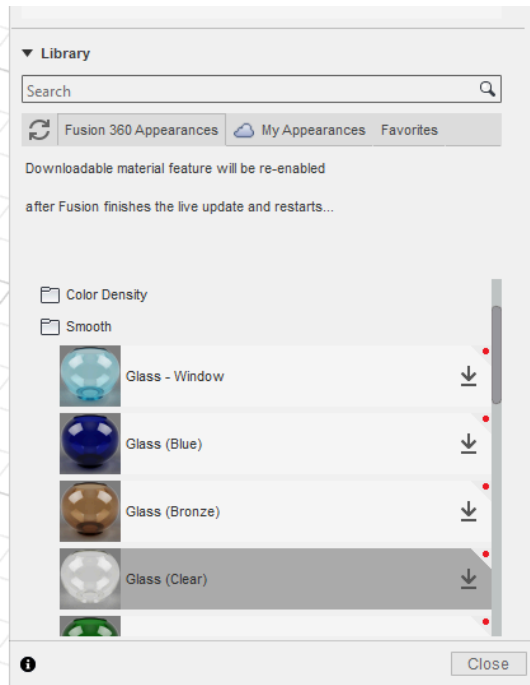 Library
Search
Fusion 360 Appearances My Appearances Favorites
Downloadable material feature will be re-enabled
after Fusion finishes the live update and restarts...
Color Density
Smooth
Glass - Window
Glass (Blue)
Glass (Bronze)
Glass (Clear)
Close